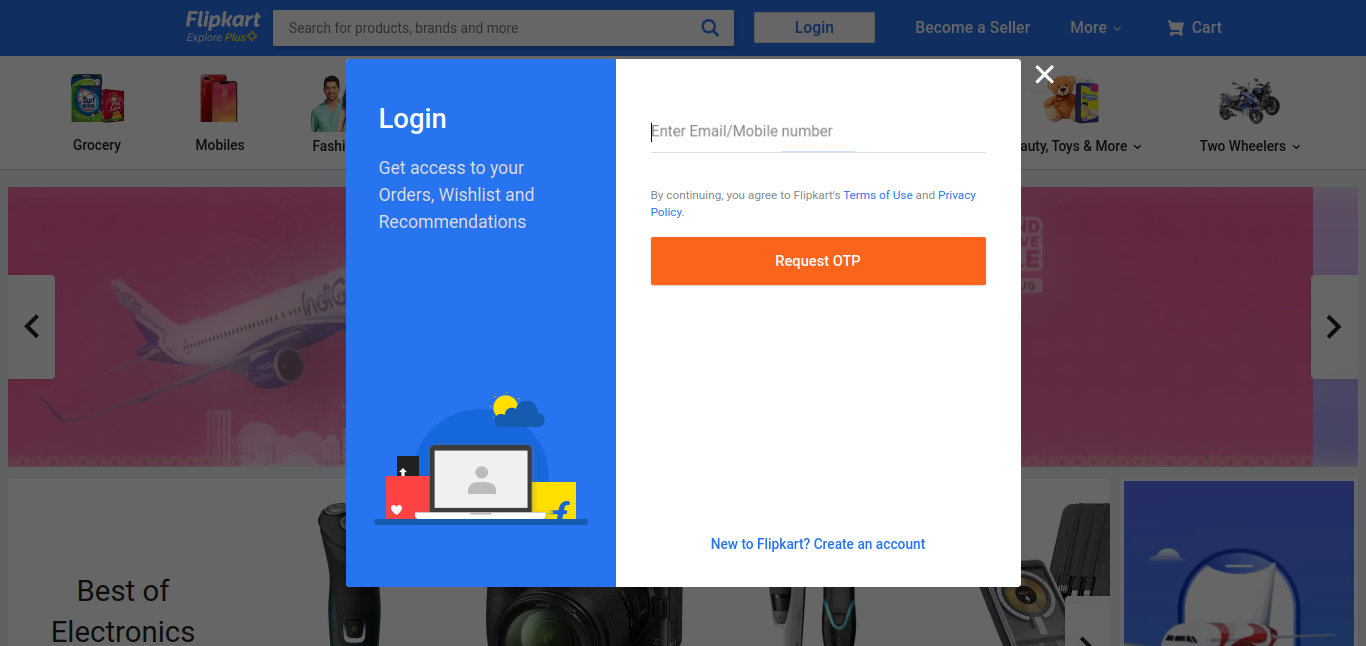 Flipkart
Explore Plus
Search for products, brands and more
Login
Become a Seller
More
Cart
Grocery
Mobiles
Fashi
auty, Toys & More
Two Wheelers
Login
Get access to your
Orders, Wishlist and
Recommendations
Enter Email/Mobile number
By continuing, you agree to Flipkart's Terms of Use and Privacy
Policy.
Request OTP
New to Flipkart? Create an account
IndiGo
Best of
Electronics